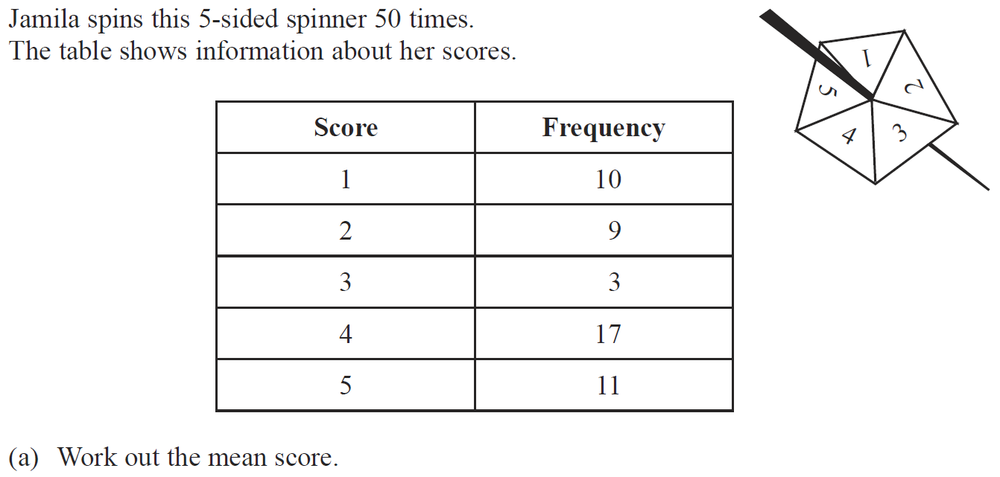 Jamila spins this 5-sided spinner 50 times.
The table shows information about her scores.
1
2
5
4
3
Score Frequency
1 10
2 9
3 3
4 17
5 11
(a) Work out the mean score.